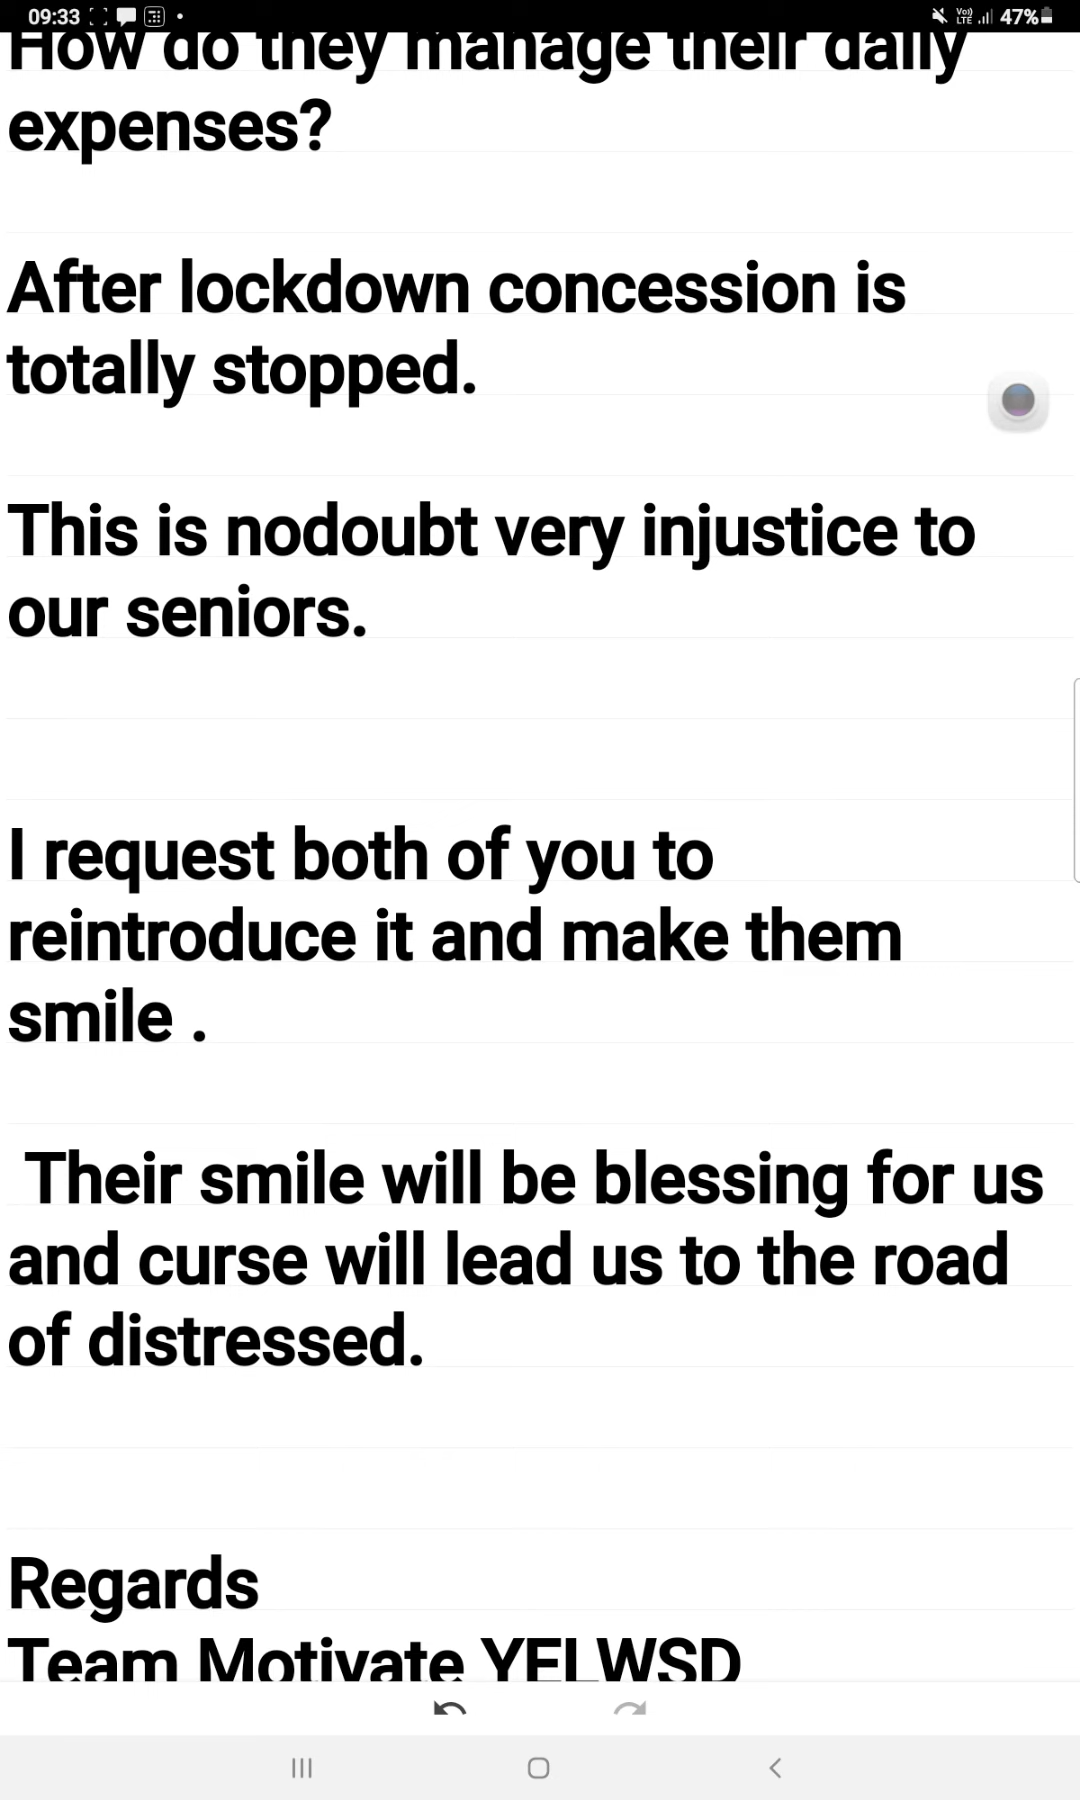 09:33
47%
How do they manage their daily
expenses?
After lockdown concession is
totally stopped.
This is nodoubt very injustice to
our seniors.
I request both of you to
reintroduce it and make them
smile .
Their smile will be blessing for us
and curse will lead us to the road
of distressed.
Regards
Team Motivate YELWSD